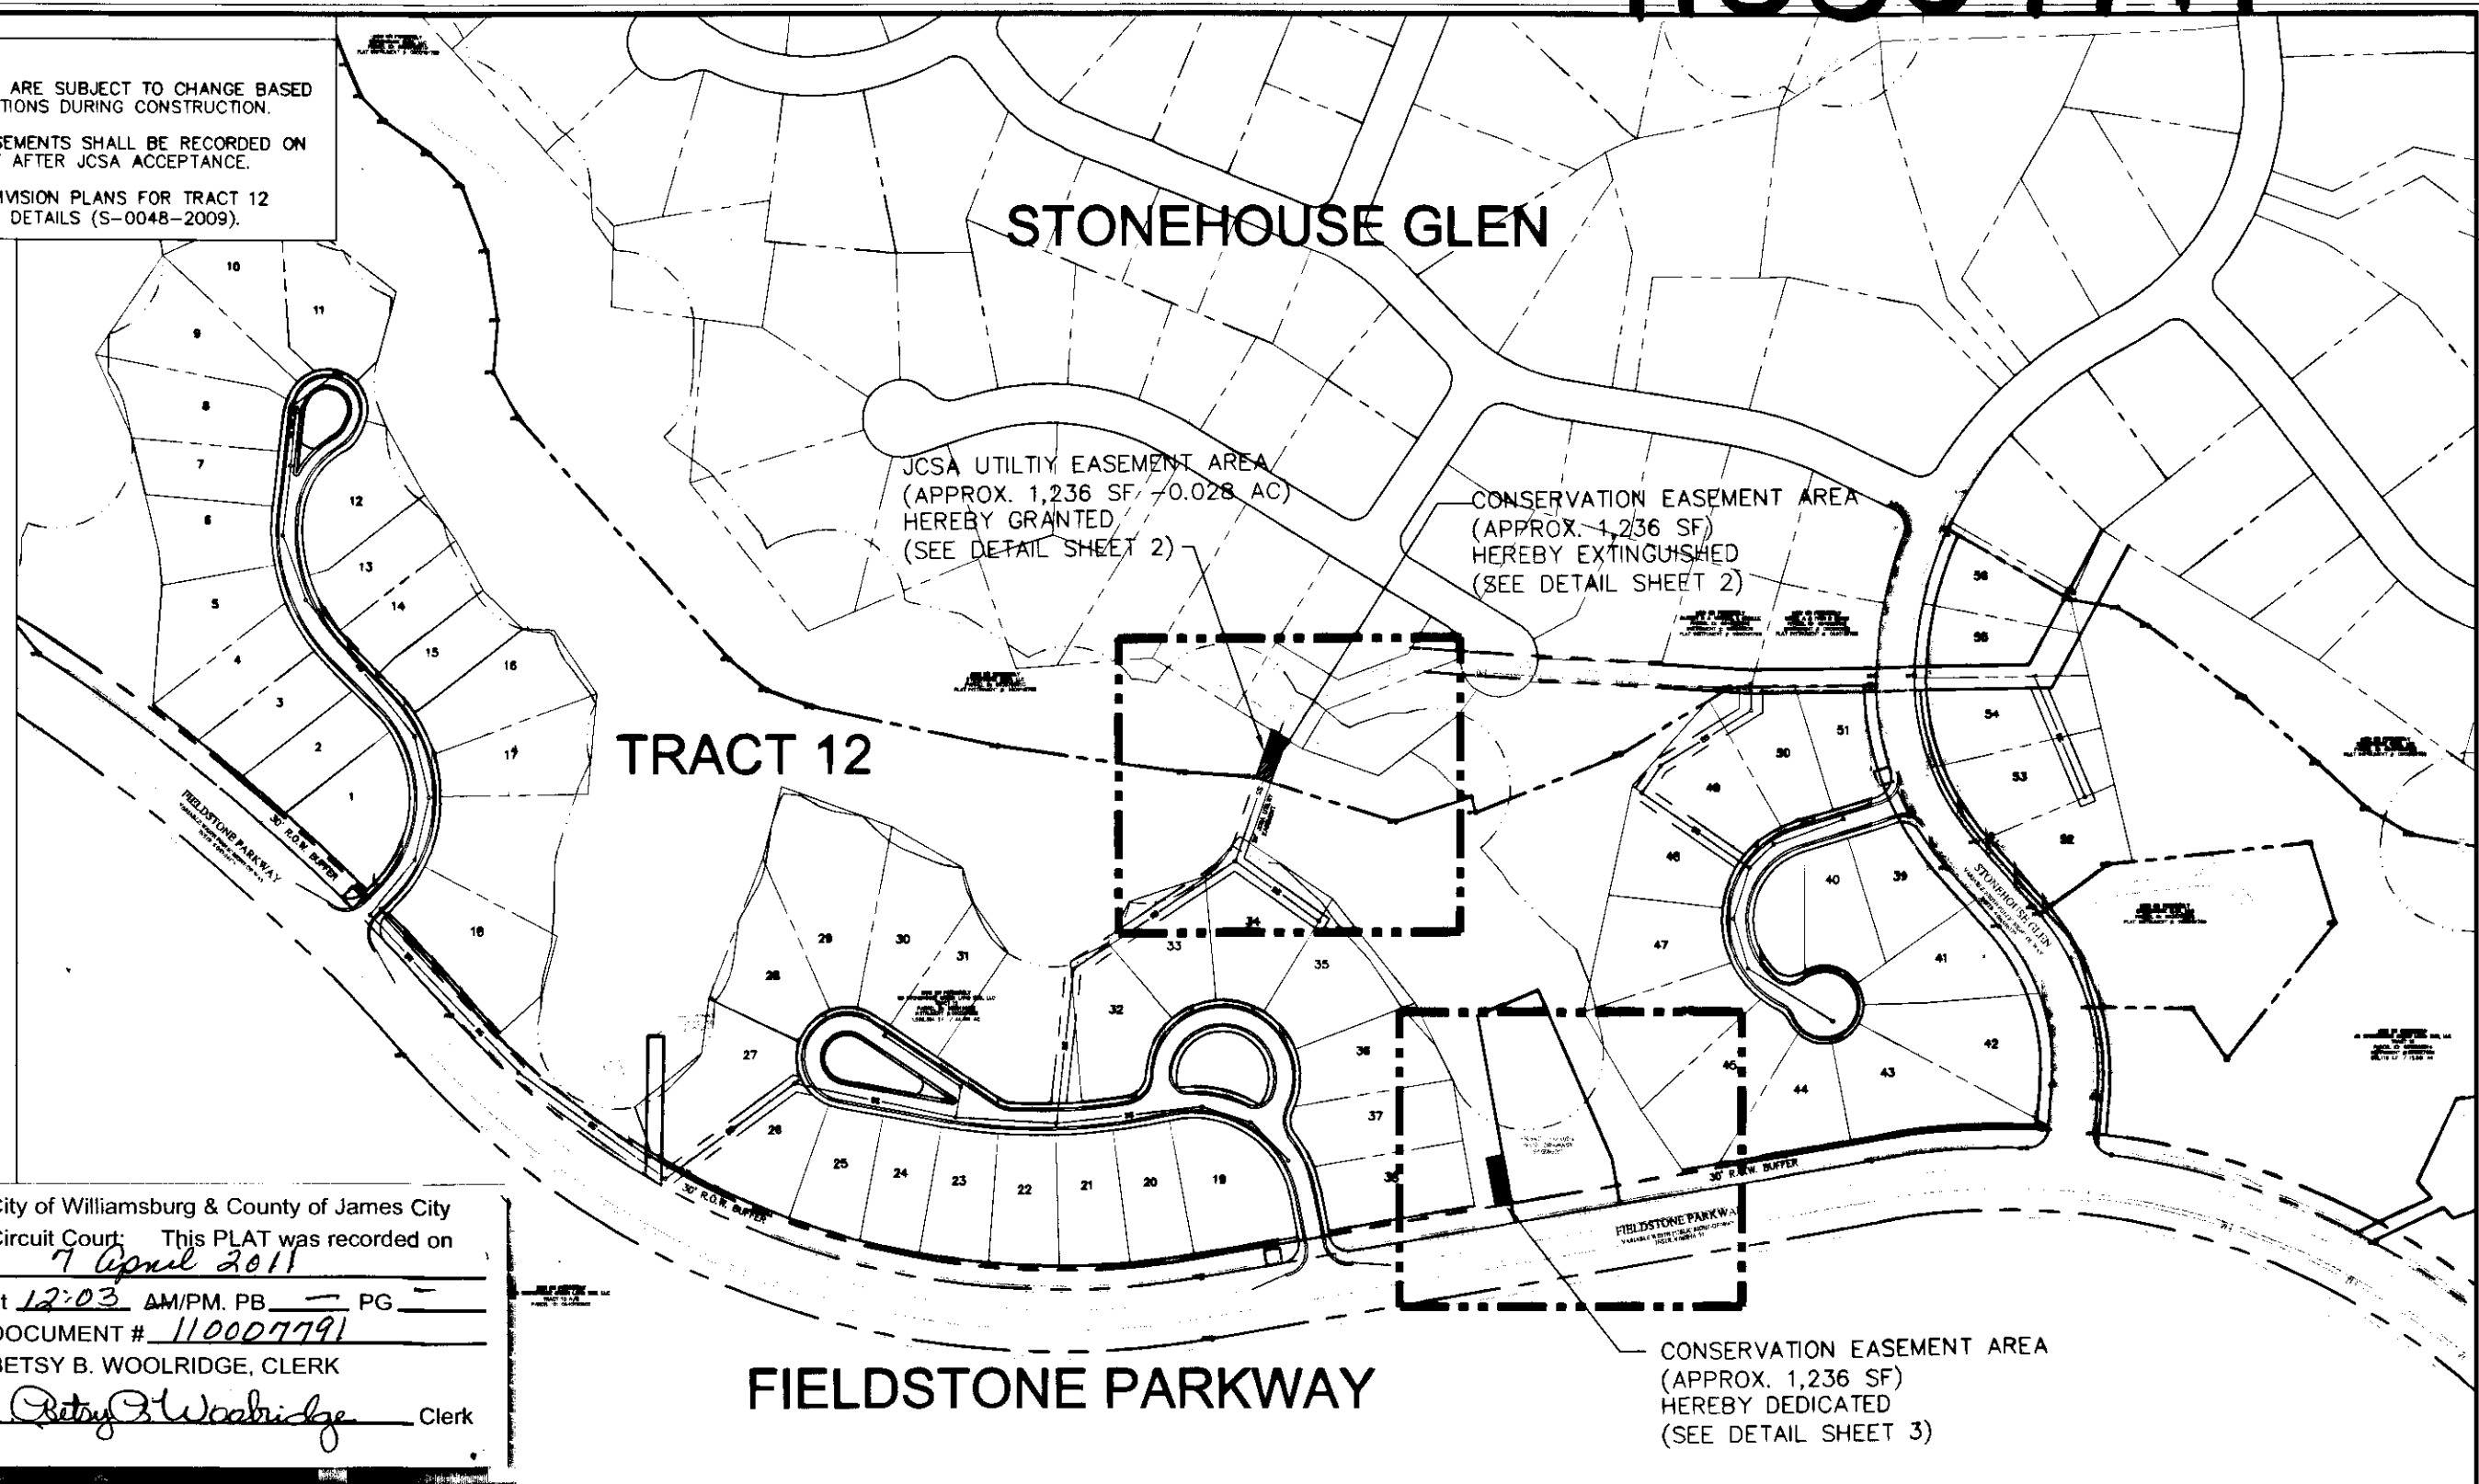 ARE SUBJECT TO CHANGE BASED
TIONS DURING CONSTRUCTION.
SEMENTS SHALL BE RECORDED ON
AFTER JCSA ACCEPTANCE.
VISION PLANS FOR TRACT 12
DETAILS (S-0048-2009).
STONEHOUSE GLEN
10
11
9
8
7
6
12
13
5
14
4
15
16
3
2
17
1
JCSA UTILTIY EASEMENT AREA
(APPROX. 1,236 SF -0.028 AC)
HEREBY GRANTED
(SEE DETAIL SHEET 2)
CONSERVATION EASEMENT AREA
(APPROX. 1,236 SF)
HEREBY EXTINGUISHED
(SEE DETAIL SHEET 2)
TRACT 12
FIELDSTONE PARKWAY
30' R.O.W. BUFFER
18
56
55
54
53
52
51
50
49
48
47
40
39
STONEHOUSE GLEN
41
42
43
44
45
29
30
31
28
27
26
25
24
23
22
21
20
19
32
33
34
35
36
37
38
30' R.O.W. BUFFER
30' R.O.W. BUFFER
FIELDSTONE PARKWA
VARIABLE WIDTH PUBLIC RIGHT-OF-WAY
FIELDSTONE PARKWAY
CONSERVATION EASEMENT AREA
(APPROX. 1,236 SF)
HEREBY DEDICATED
(SEE DETAIL SHEET 3)
City of Williamsburg & County of James City
Circuit Court: This PLAT was recorded on
7 April 2011
t 12:03 AM/PM. PB — PG —
DOCUMENT # 110007791
BETSY B. WOOLRIDGE, CLERK
Betsy B Woolridge Clerk